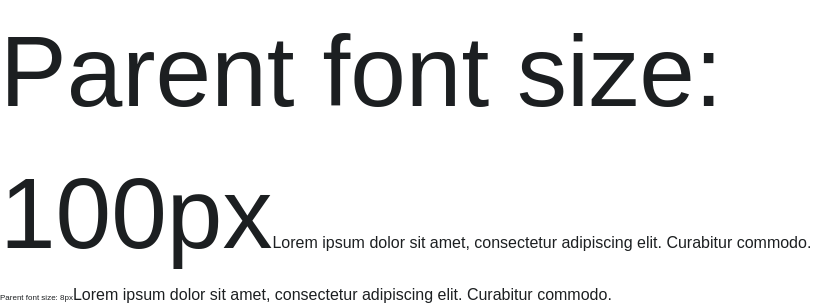 Parent font size:
100pxLorem ipsum dolor sit amet, consectetur adipiscing elit. Curabitur commodo.
Parent font size: 8pxLorem ipsum dolor sit amet, consectetur adipiscing elit. Curabitur commodo.